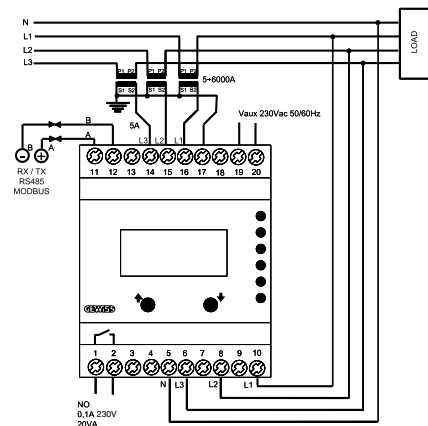 N
L1
L2
L3
LOAD
P1 P2 P1 P2 P1 P2
S1 S2 S1 S2 S1 S2
5÷6000A
5A
L3 L2 L1
Vaux 230Vac 50/60Hz
B
A
B A
RX / TX
RS485
MODBUS
11 12 13 14 15 16 17 18 19 20
GEWISS
1 2 3 4 5 6 7 8 9 10
N L3 L2 L1
NO
0,1A 230V
20VA